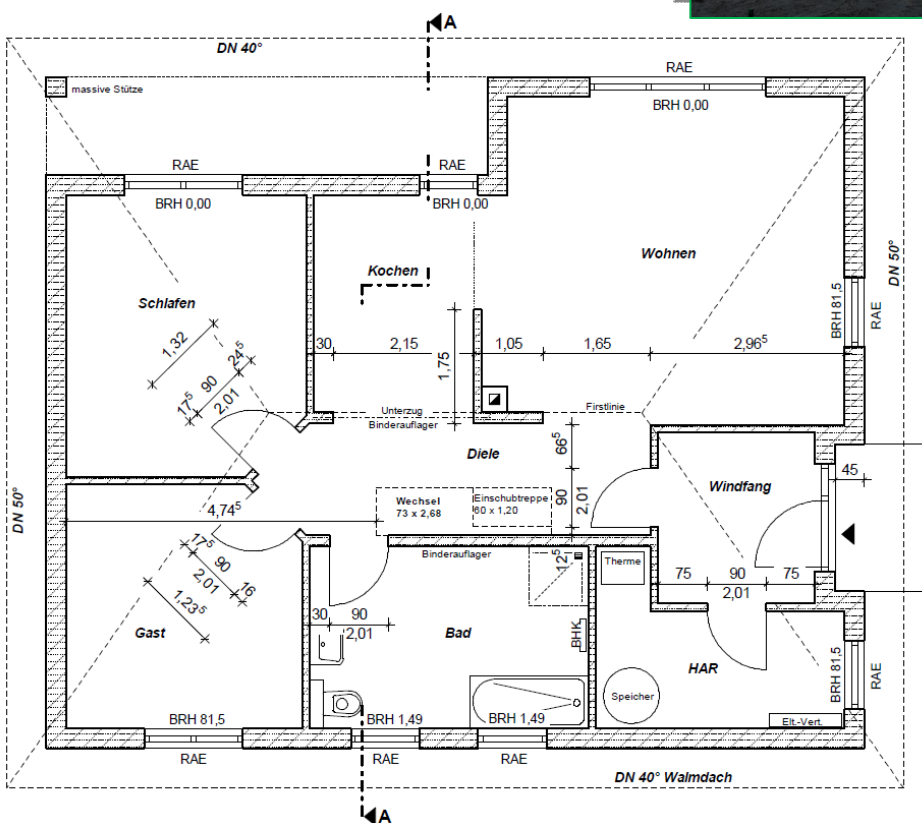 A
DN 40°
RAE
massive Stütze
BRH 0,00
RAE
RAE
BRH 0,00
BRH 0,00
Wohnen
DN 50°
Kochen
Schlafen
BRH 81,5
RAE
1,32
24⁵
90
17⁵
2,01
30
2,15
1,05
1,65
2,96⁵
1,75
Unterzug
Binderauflager
Firstlinie
Diele
66⁵
90
2,01
Windfang
45
Wechsel
73 x 2,68
Einschubtreppe
60 x 1,20
DN 50°
4,74⁵
Binderauflager
12⁵
Therme
75
90
75
2,01
17⁵
90
16
2,01
1,23⁵
Gast
30
90
2,01
Bad
BHK
HAR
BRH 81,5
RAE
Speicher
Elt.-Vert.
BRH 81,5
BRH 1,49
BRH 1,49
RAE
RAE
RAE
DN 40° Walmdach
A